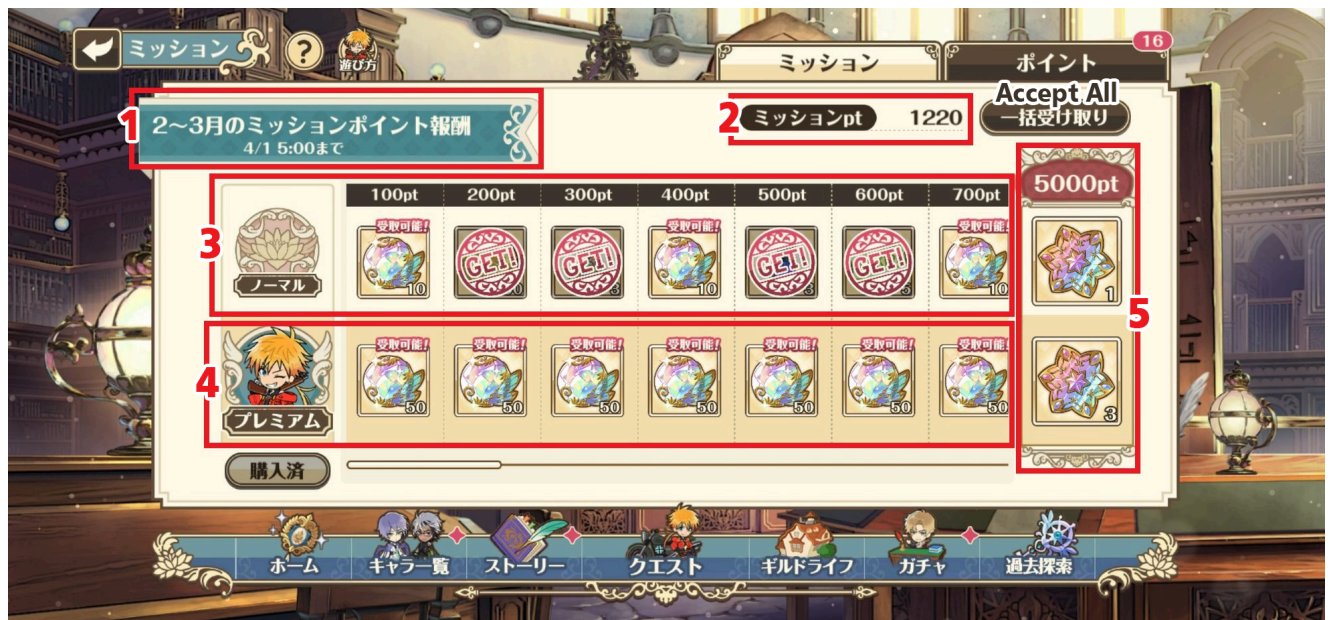 ミッション
?
遊び方
ミッション
ポイント
16
1
2〜3月のミッションポイント報酬
4/1 5:00まで
2
ミッションpt
1220
Accept All
一括受け取り
3
100pt
200pt
300pt
400pt
500pt
600pt
700pt
5000pt
ノーマル
受取可能!
10
GET!
GET!
3
受取可能!
10
GET!
3
GET!
受取可能!
10
1
4
プレミアム
受取可能!
50
受取可能!
50
受取可能!
50
受取可能!
50
受取可能!
50
受取可能!
50
受取可能!
50
5
3
購入済
ホーム
キャラ一覧
ストーリー
クエスト
ギルドライフ
ガチャ
過去探索